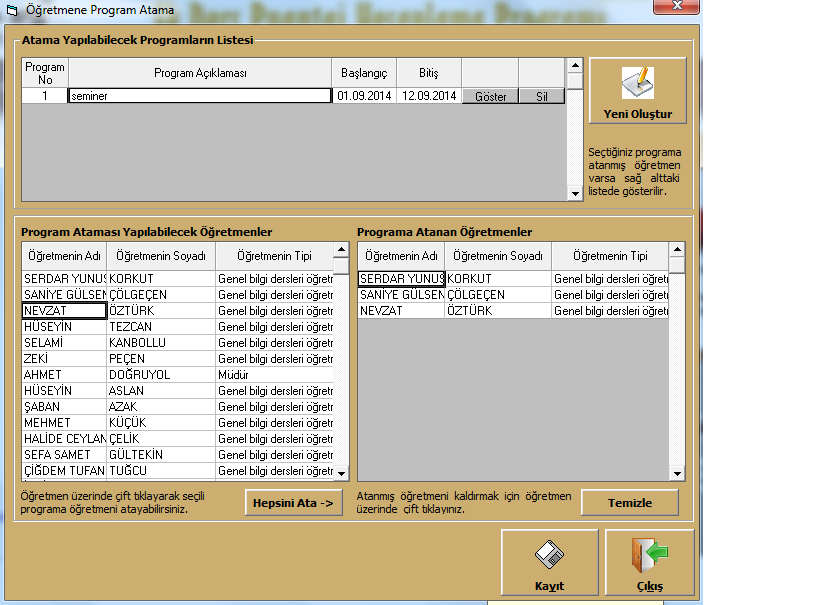 Öğretmene Program Atama
Atama Yapılabilecek Programların Listesi
Program No Program Açıklaması Başlangıç Bitiş
1 seminer 01.09.2014 12.09.2014 Göster Sil
Yeni Oluştur
Seçtiğiniz programa
atanmış öğretmen
varsa sağ alttaki
listede gösterilir.
Program Ataması Yapılabilecek Öğretmenler
Öğretmenin Adı Öğretmenin Soyadı Öğretmenin Tipi
SERDAR YUNUS KORKUT Genel bilgi dersleri öğretr
SANİYE GÜLSEN ÇÖLGEÇEN Genel bilgi dersleri öğretr
NEVZAT ÖZTÜRK Genel bilgi dersleri öğretr
HÜSEYİN TEZCAN Genel bilgi dersleri öğretr
SELAMİ KANBOLLU Genel bilgi dersleri öğretr
ZEKİ PEÇEN Genel bilgi dersleri öğretr
AHMET DOĞRUYOL Müdür
HÜSEYİN ASLAN Genel bilgi dersleri öğretr
ŞABAN AZAK Genel bilgi dersleri öğretr
MEHMET KÜÇÜK Genel bilgi dersleri öğretr
HALİDE CEYLAN ÇELİK Genel bilgi dersleri öğretr
SEFA SAMET GÜLTEKİN Genel bilgi dersleri öğretr
ÇİĞDEM TUFAN TUĞCU Genel bilgi dersleri öğretr
Öğretmen üzerinde çift tıklayarak seçili
programa öğretmeni atayabilirsiniz.
Hepsini Ata ->
Programa Atanan Öğretmenler
Öğretmenin Adı Öğretmenin Soyadı Öğretmenin Tipi
SERDAR YUNUS KORKUT Genel bilgi dersleri öğretr
SANİYE GÜLSEN ÇÖLGEÇEN Genel bilgi dersleri öğretr
NEVZAT ÖZTÜRK Genel bilgi dersleri öğretr
Atanmış öğretmeni kaldırmak için öğretmen
üzerinde çift tıklayınız.
Temizle
Kayıt
Çıkış